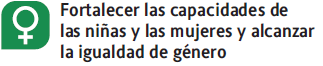 Fortalecer las capacidades de
las niñas y las mujeres y alcanzar
la igualdad de género